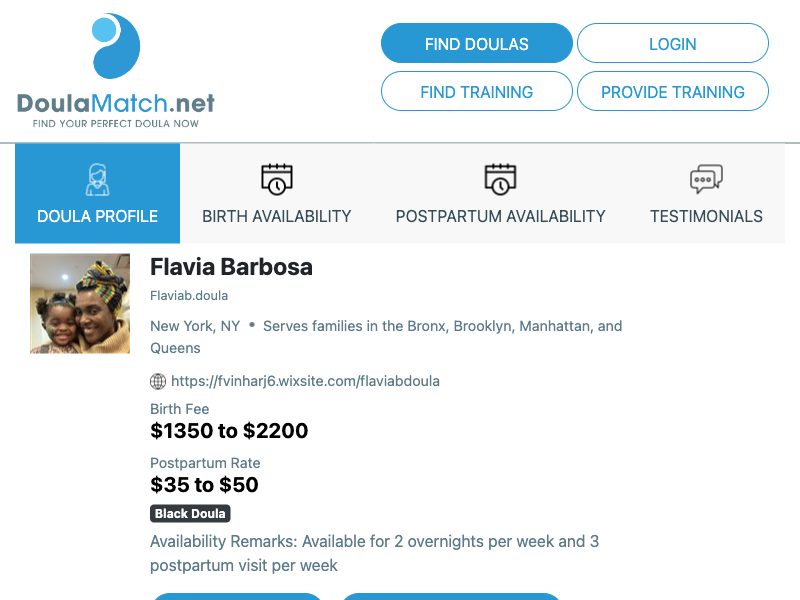 DoulaMatch.net
FIND YOUR PERFECT DOULA NOW
FIND DOULAS
LOGIN
FIND TRAINING
PROVIDE TRAINING
DOULA PROFILE
BIRTH AVAILABILITY
POSTPARTUM AVAILABILITY
TESTIMONIALS
Flavia Barbosa
Flaviab.doula
New York, NY • Serves families in the Bronx, Brooklyn, Manhattan, and
Queens
https://fvinharj6.wixsite.com/flaviabdoula
Birth Fee
$1350 to $2200
Postpartum Rate
$35 to $50
Black Doula
Availability Remarks: Available for 2 overnights per week and 3
postpartum visit per week